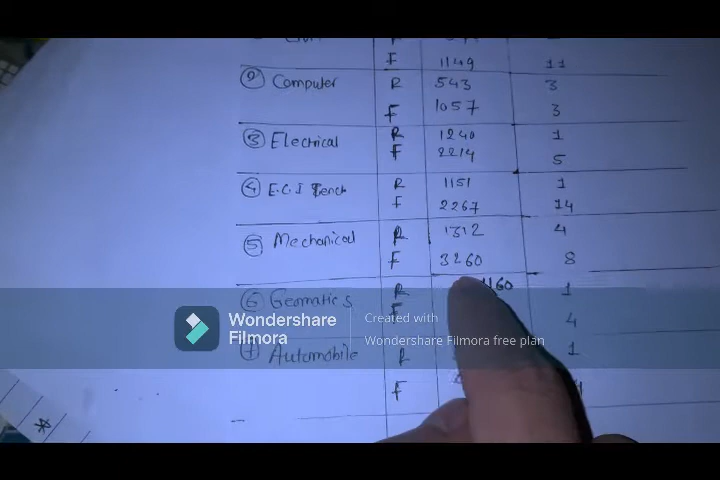 F 1149 11
② Computer R 543 3
F 1057 3
③ Electrical R 1240 1
F 2214 5
④ E.C.I R 1151 1
F 2267 14
⑤ Mechanical R 1312 4
F 3260 8
⑥ Geomatics R 1160 1
F 4
Wondershare Filmora
Created with
Wondershare Filmora free plan
⑦ Automobile R 1
F